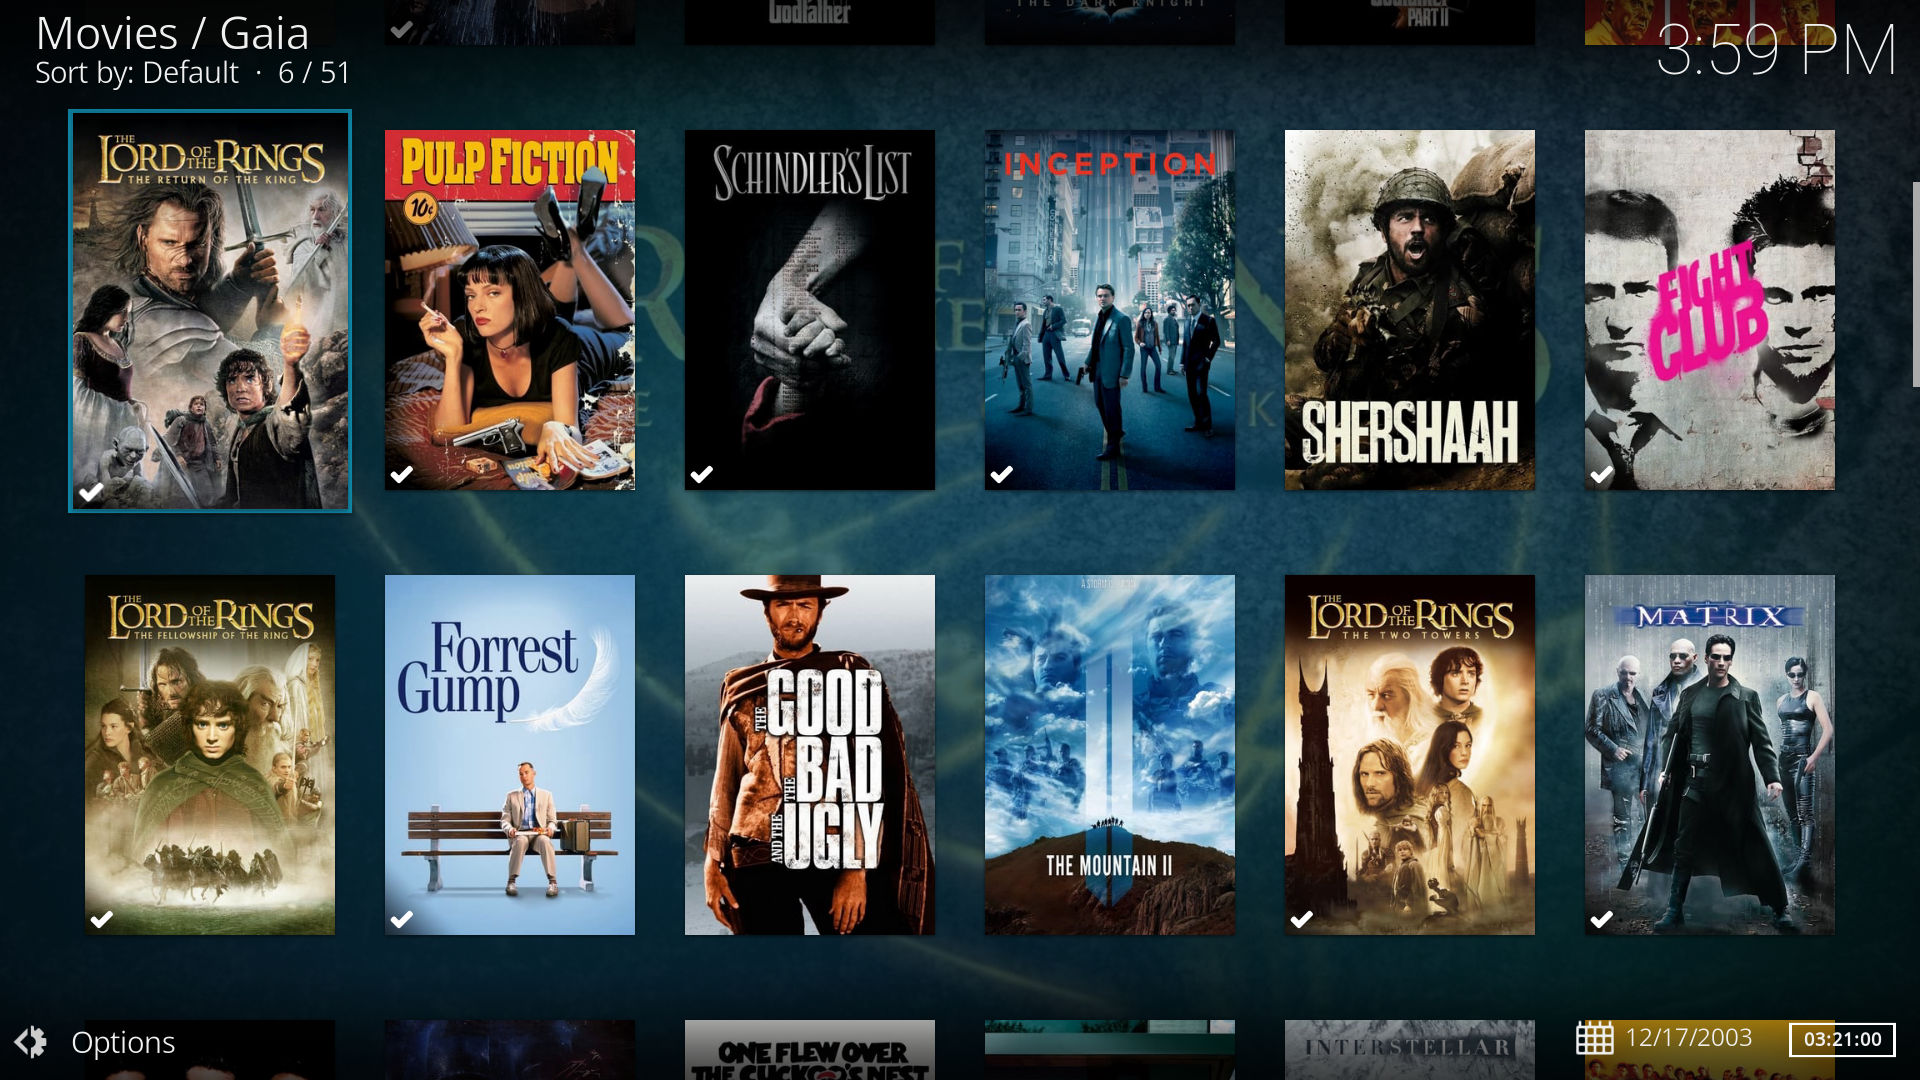 Movies / Gaia
Sort by: Default · 6 / 51
3:59 PM
Godfather
THE DARK KNIGHT
PART II
THE
LORD OF THE RINGS
THE RETURN OF THE KING
PULP FICTION
10¢
SCHINDLER'S LIST
INCEPTION
SHERSHAAH
FIGHT
CLUB
THE
LORD OF THE RINGS
THE FELLOWSHIP OF THE RING
Forrest
Gump
THE GOOD
THE BAD
AND THE UGLY
THE MOUNTAIN II
THE
LORD OF THE RINGS
THE TWO TOWERS
MATRIX
Options
ONE FLEW OVER
THE CUCKOO'S NEST
INTERSTELLAR
12/17/2003
03:21:00